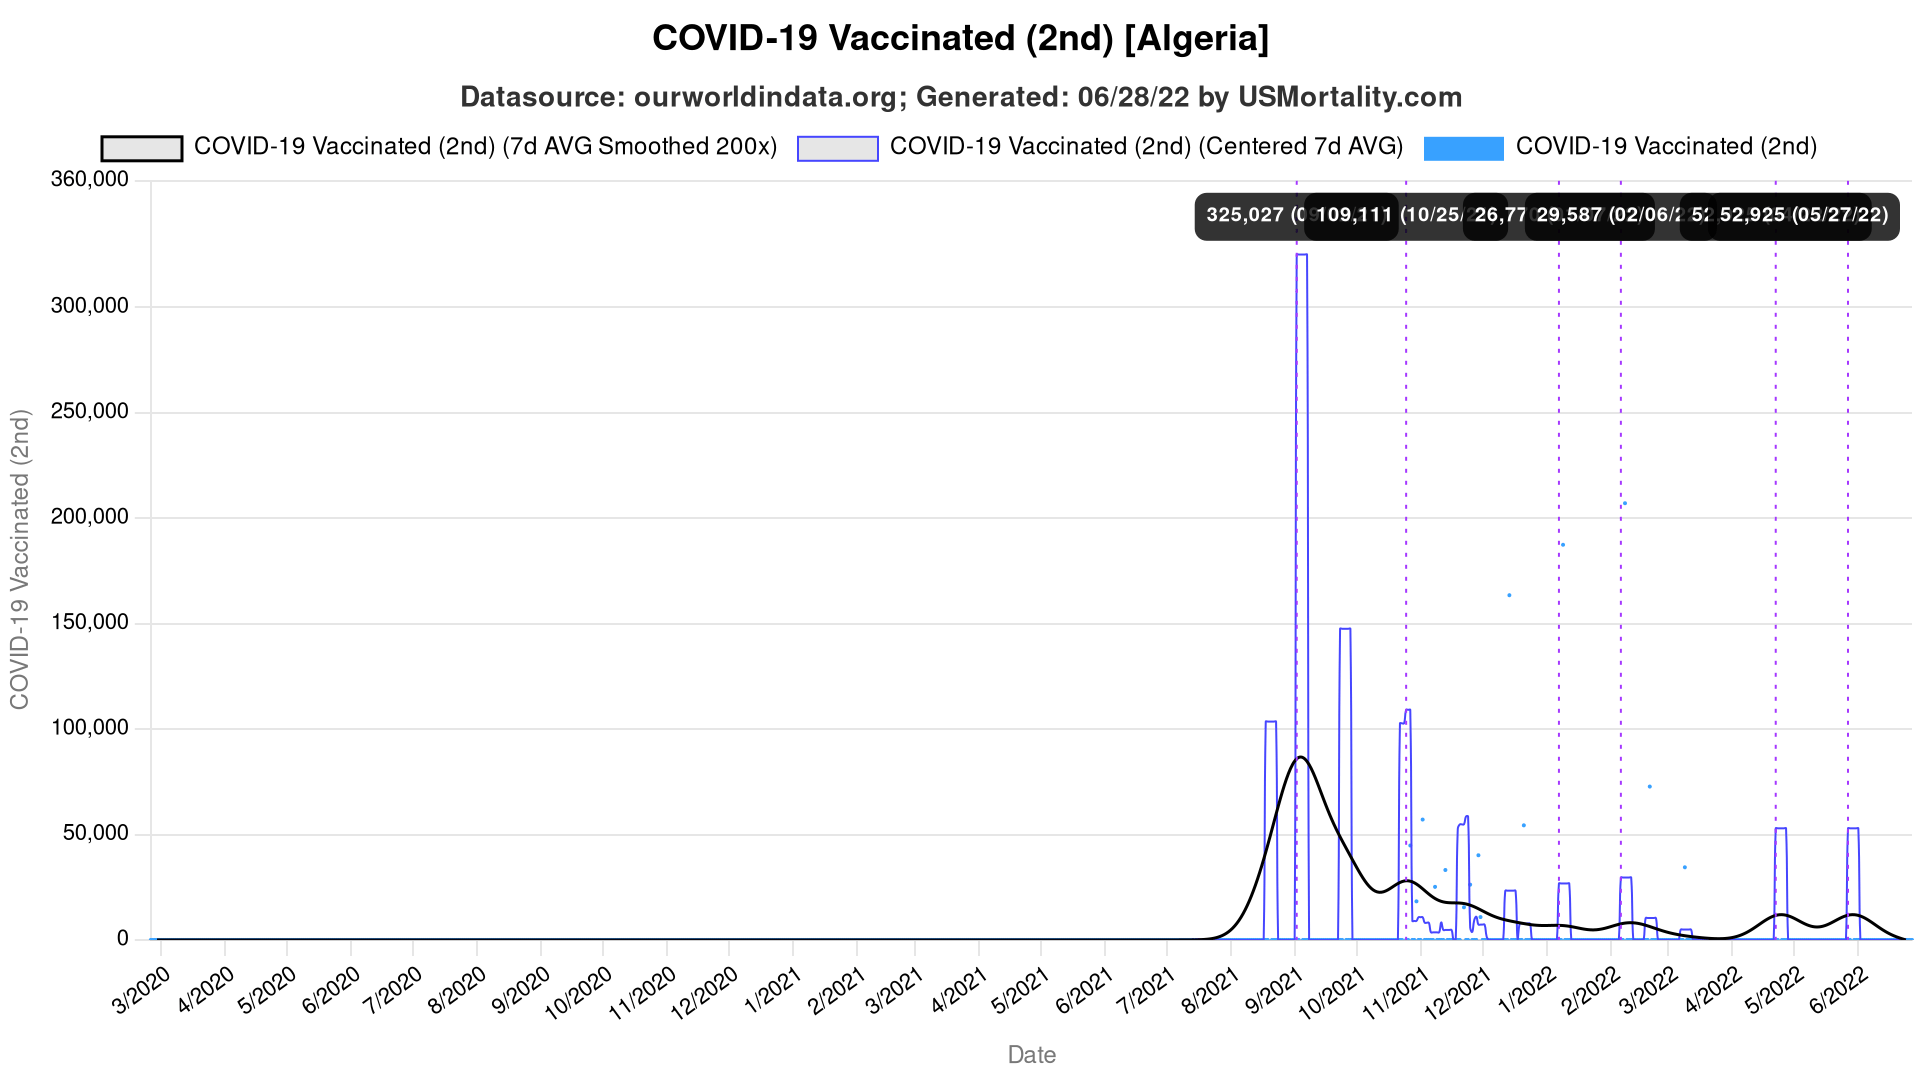 COVID-19 Vaccinated (2nd) [Algeria]
Datasource: ourworldindata.org; Generated: 06/28/22 by USMortality.com
COVID-19 Vaccinated (2nd) (7d AVG Smoothed 200x) COVID-19 Vaccinated (2nd) (Centered 7d AVG) COVID-19 Vaccinated (2nd)
360,000
325,027 109,111 (10/25/ 29,587 (02/06/ 52,925 (05/27/22)
300,000
250,000
200,000
150,000
100,000
50,000
0
COVID-19 Vaccinated (2nd)
3/2020 4/2020 5/2020 6/2020 7/2020 8/2020 9/2020 10/2020 11/2020 12/2020 1/2021 2/2021 3/2021 4/2021 5/2021 6/2021 7/2021 8/2021 9/2021 10/2021 11/2021 12/2021 1/2022 2/2022 3/2022 4/2022 5/2022 6/2022
Date